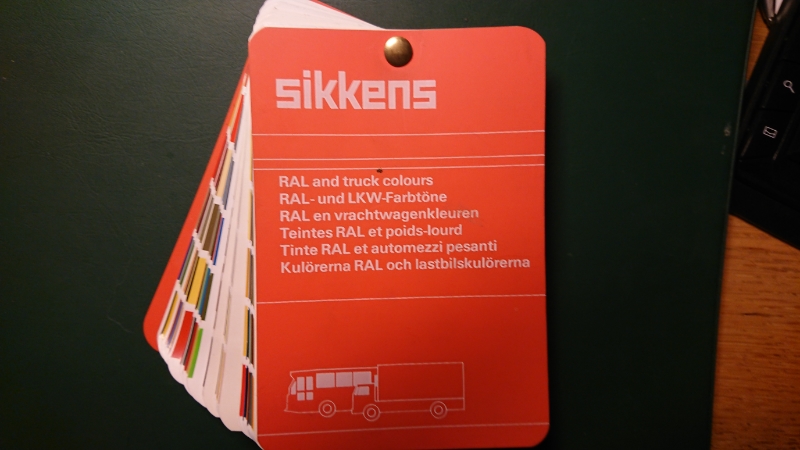 sikkens
RAL and truck colours
RAL- und LKW-Farbtöne
RAL en vrachtwagenkleuren
Teintes RAL et poids-lourd
Tinte RAL et automezzi pesanti
Kulörerna RAL och lastbilskulörerna